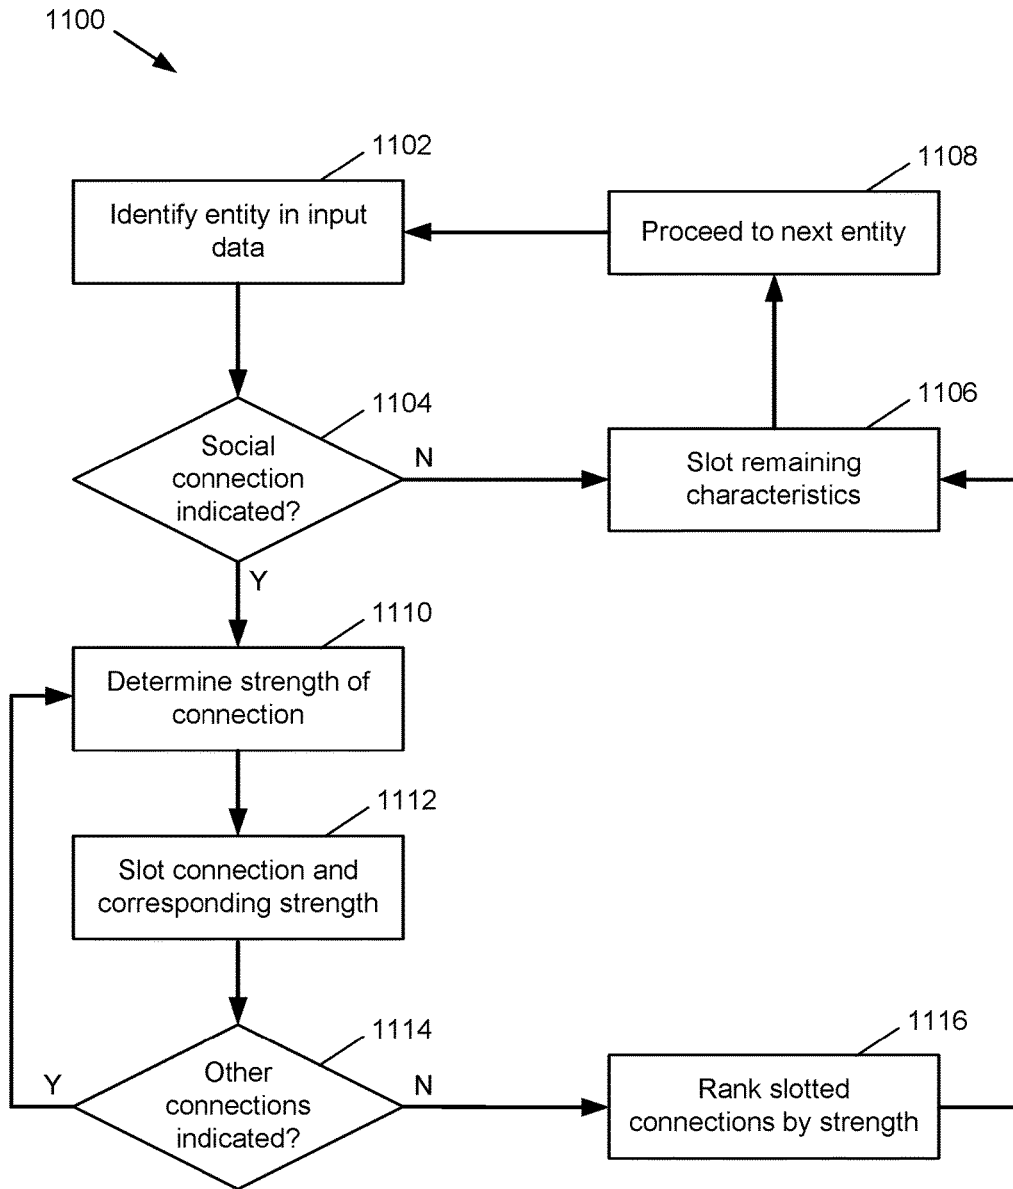 1100
1102
Identify entity in input
data
1108
Proceed to next entity
1104
Social
connection
indicated?
N
Y
1106
Slot remaining
characteristics
1110
Determine strength of
connection
1112
Slot connection and
corresponding strength
1114
Other
connections
indicated?
Y
N
1116
Rank slotted
connections by strength